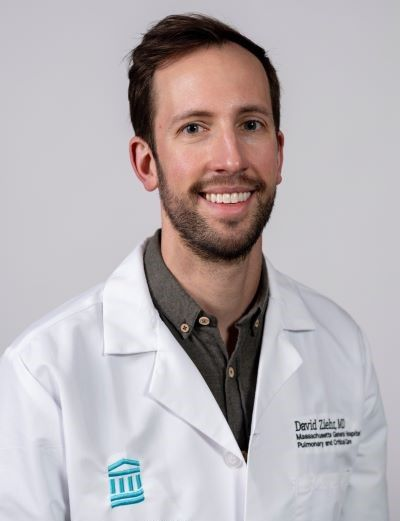 David Ziehr, MD
Massachusetts General Hospital
Pulmonary and Critical Care